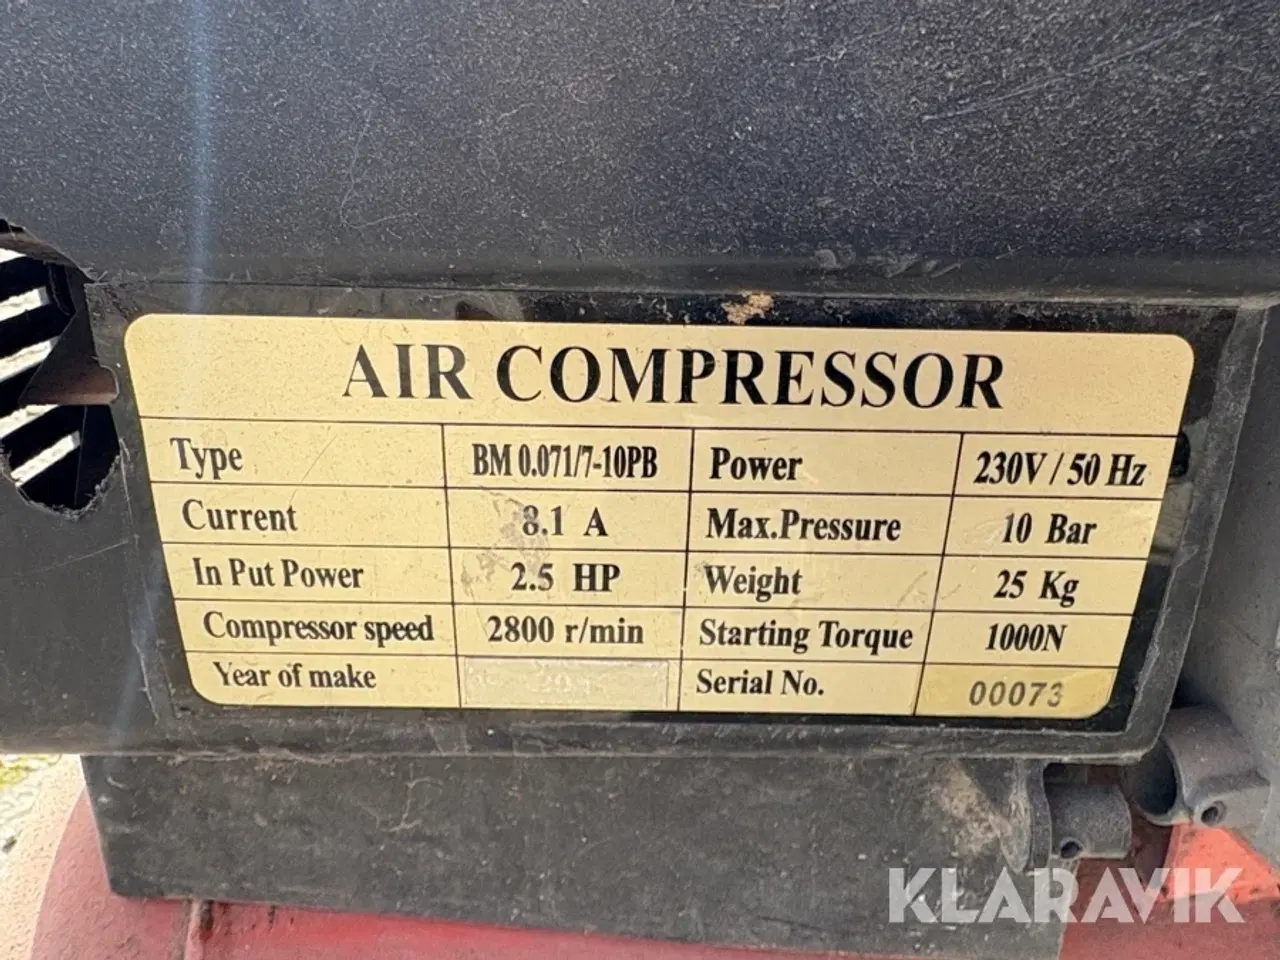 AIR COMPRESSOR
Type BM 0.071/7-10PB Power 230V / 50 Hz
Current 8.1 A Max.Pressure 10 Bar
In Put Power 2.5 HP Weight 25 Kg
Compressor speed 2800 r/min Starting Torque 1000N
Year of make Serial No. 00073
KLARAVIK